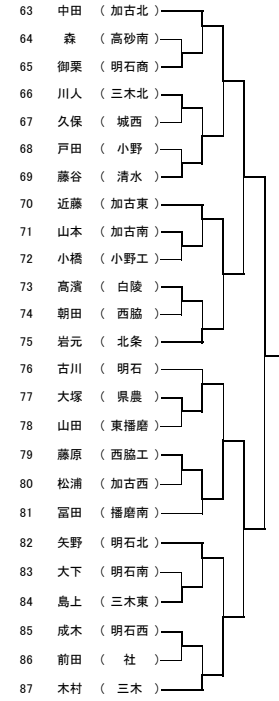 63 中田 ( 加古北 )
64 森 ( 高砂南 )
65 御栗 ( 明石商 )
66 川人 ( 三木北 )
67 久保 ( 城西 )
68 戸田 ( 小野 )
69 藤谷 ( 清水 )
70 近藤 ( 加古東 )
71 山本 ( 加古南 )
72 小橋 ( 小野工 )
73 髙濱 ( 白陵 )
74 朝田 ( 西脇 )
75 岩元 ( 北条 )
76 古川 ( 明石 )
77 大塚 ( 県農 )
78 山田 ( 東播磨 )
79 藤原 ( 西脇工 )
80 松浦 ( 加古西 )
81 冨田 ( 播磨南 )
82 矢野 ( 明石北 )
83 大下 ( 明石南 )
84 島上 ( 三木東 )
85 成木 ( 明石西 )
86 前田 ( 社 )
87 木村 ( 三木 )